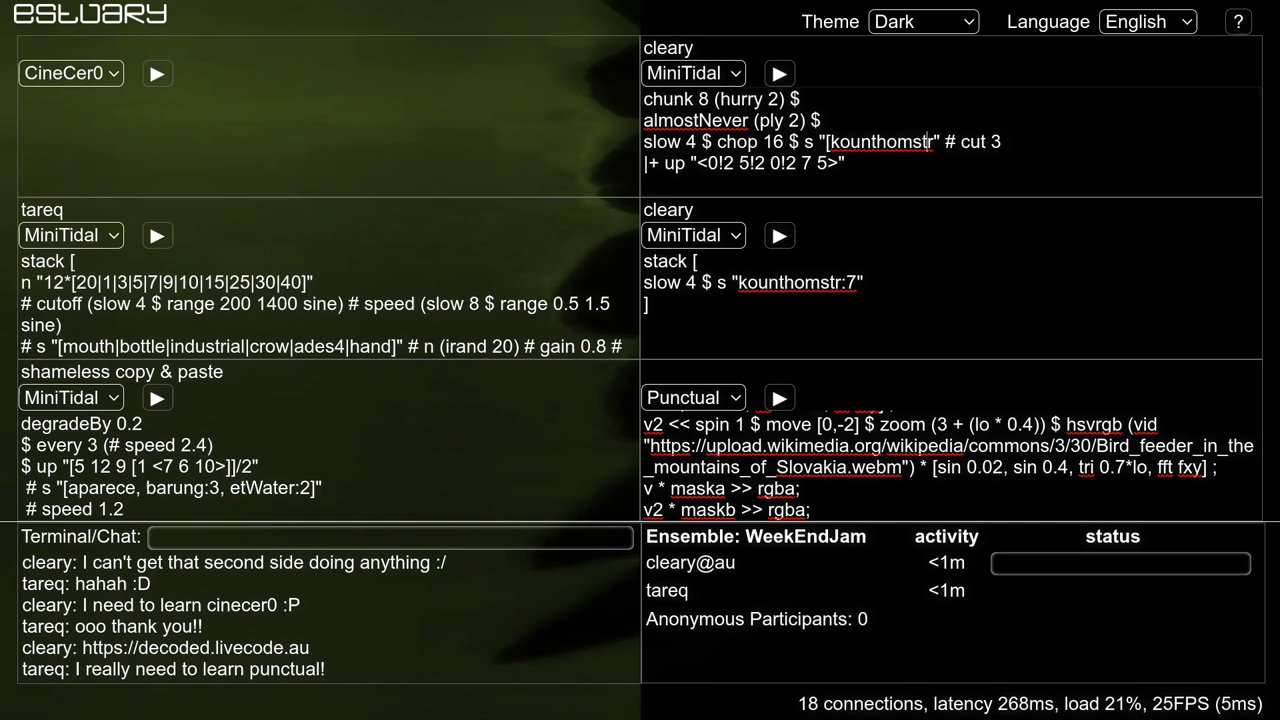 estuary
Theme Dark Language English ?
CineCer0
cleary
MiniTidal
chunk 8 (hurry 2) $
almostNever (ply 2) $
slow 4 $ chop 16 $ s "[kounthomstr" # cut 3
|+ up "<0!2 5!2 0!2 7 5>"
tareq
MiniTidal
stack [
n "12*[20|1|3|5|7|9|10|15|25|30|40]"
# cutoff (slow 4 $ range 200 1400 sine) # speed (slow 8 $ range 0.5 1.5
sine)
# s "[mouth|bottle|industrial|crow|ades4|hand]" # n (irand 20) # gain 0.8 #
cleary
MiniTidal
stack [
slow 4 $ s "kounthomstr:7"
]
shameless copy & paste
MiniTidal
degradeBy 0.2
$ every 3 (# speed 2.4)
$ up "[5 12 9 [1 <7 6 10>]]/2"
# s "[aparece, barung:3, etWater:2]"
# speed 1.2
Punctual
v2 << spin 1 $ move [0,-2] $ zoom (3 + (lo * 0.4)) $ hsvrgb (vid
"https://upload.wikimedia.org/wikipedia/commons/3/30/Bird_feeder_in_the
_mountains_of_Slovakia.webm") * [sin 0.02, sin 0.4, tri 0.7*lo, fft fxy] ;
v * maska >> rgba;
v2 * maskb >> rgba;
Terminal/Chat:
cleary: I can't get that second side doing anything :/
tareq: hahah :D
cleary: I need to learn cinecer0 :P
tareq: ooo thank you!!
cleary: https://decoded.livecode.au
tareq: I really need to learn punctual!
Ensemble: WeekEndJam activity status
cleary@au <1m
tareq <1m
Anonymous Participants: 0
18 connections, latency 268ms, load 21%, 25FPS (5ms)